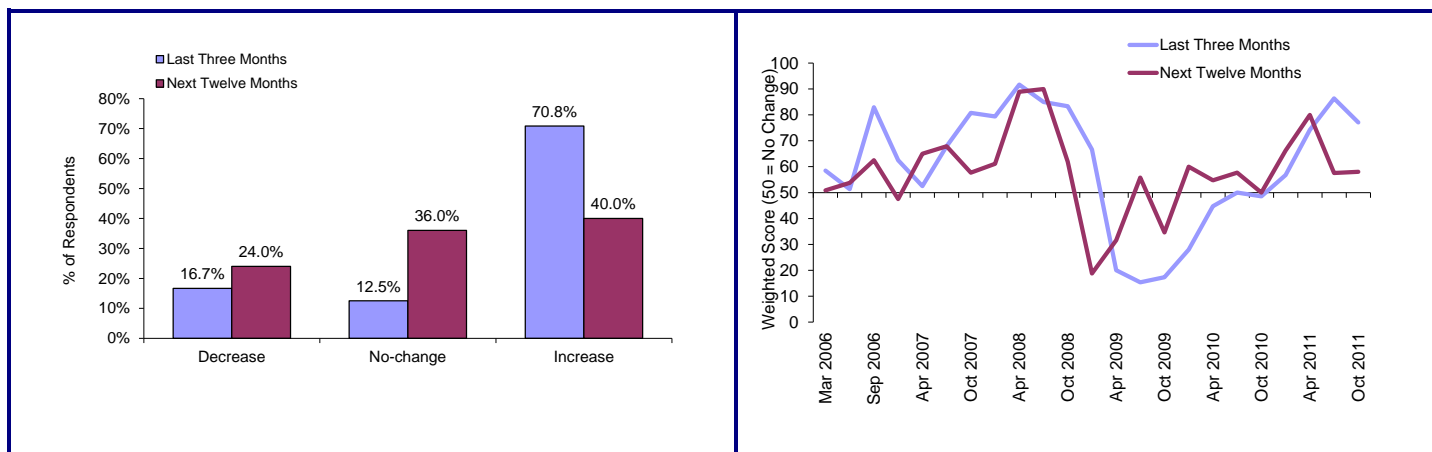 Last Three Months
Next Twelve Months
% of Respondents
80%
70%
60%
50%
40%
30%
20%
10%
0%
16.7%
24.0%
12.5%
36.0%
70.8%
40.0%
Decrease
No-change
Increase
Last Three Months
Next Twelve Months
Weighted Score (50 = No Change)
100
90
80
70
60
50
40
30
20
10
0
Mar 2006
Sep 2006
Apr 2007
Oct 2007
Apr 2008
Oct 2008
Apr 2009
Oct 2009
Apr 2010
Oct 2010
Apr 2011
Oct 2011